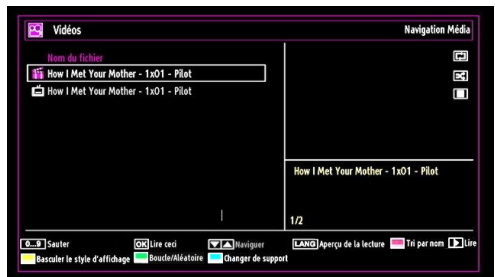 Vidéos
Navigation Média
Nom du fichier
How I Met Your Mother - 1x01 - Pilot
How I Met Your Mother - 1x01 - Pilot
How I Met Your Mother - 1x01 - Pilot
1/2
0...9 Sauter OK Lire ceci Naviguer LANG Aperçu de la lecture Tri par nom Lire
Basculer le style d'affichage Boucle/Aléatoire Changer de support